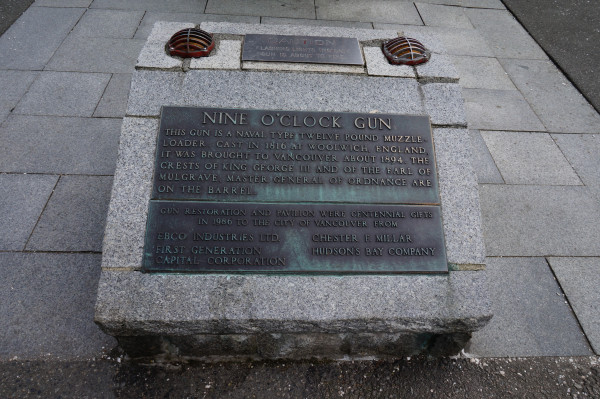 NINE O'CLOCK GUN
THIS GUN IS A NAVAL TYPE TWELVE POUND MUZZLE-
LOADER. CAST IN 1816 AT WOOLWICH, ENGLAND,
IT WAS BROUGHT TO VANCOUVER ABOUT 1894. THE
CRESTS OF KING GEORGE III AND OF THE EARL OF
MULGRAVE, MASTER GENERAL OF ORDNANCE ARE
ON THE BARREL.
GUN RESTORATION AND PAVILION WERE CENTENNIAL GIFTS
IN 1986 TO THE CITY OF VANCOUVER FROM
EBCO INDUSTRIES LTD. CHESTER F. MILLAR
FIRST GENERATION HUDSON'S BAY COMPANY
CAPITAL CORPORATION